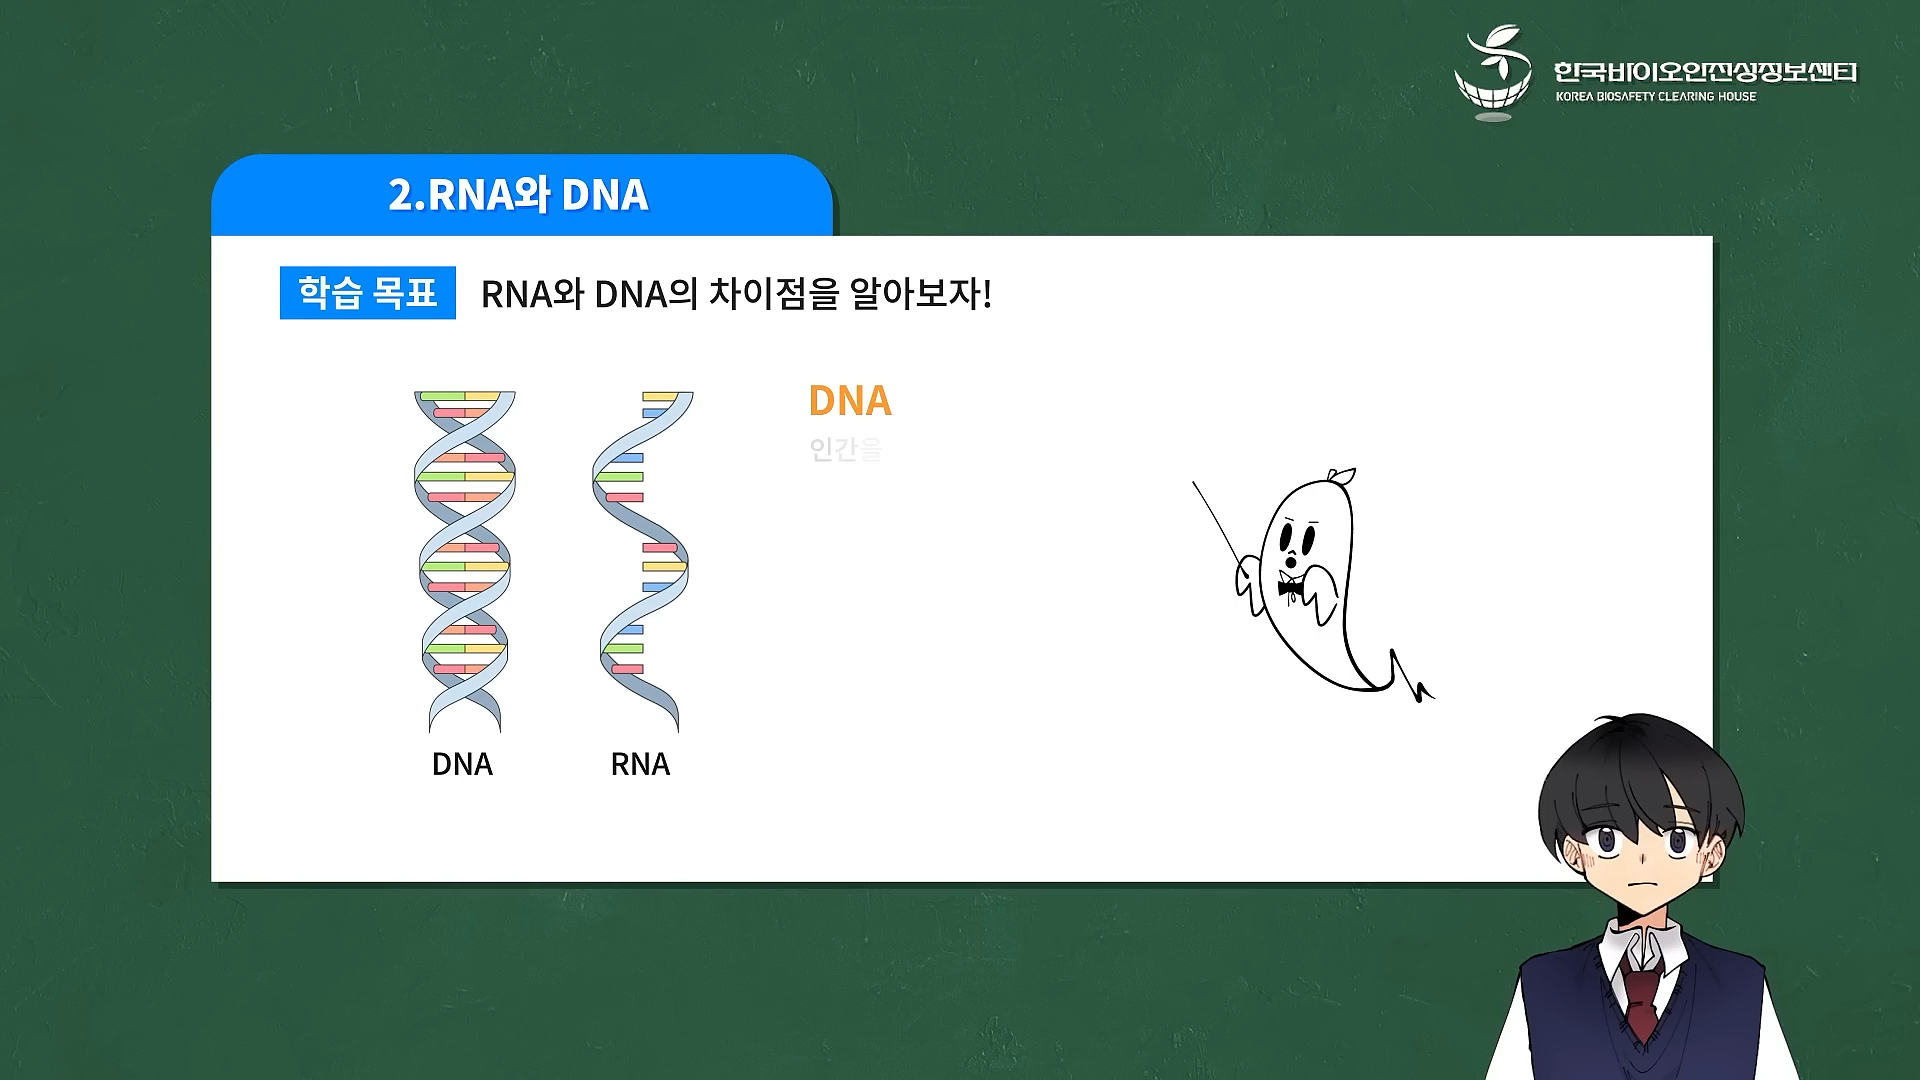 한국바이오안전성정보센터
KOREA BIOSAFETY CLEARING HOUSE
2.RNA와 DNA
학습 목표 RNA와 DNA의 차이점을 알아보자!
DNA
인간을
DNA
RNA